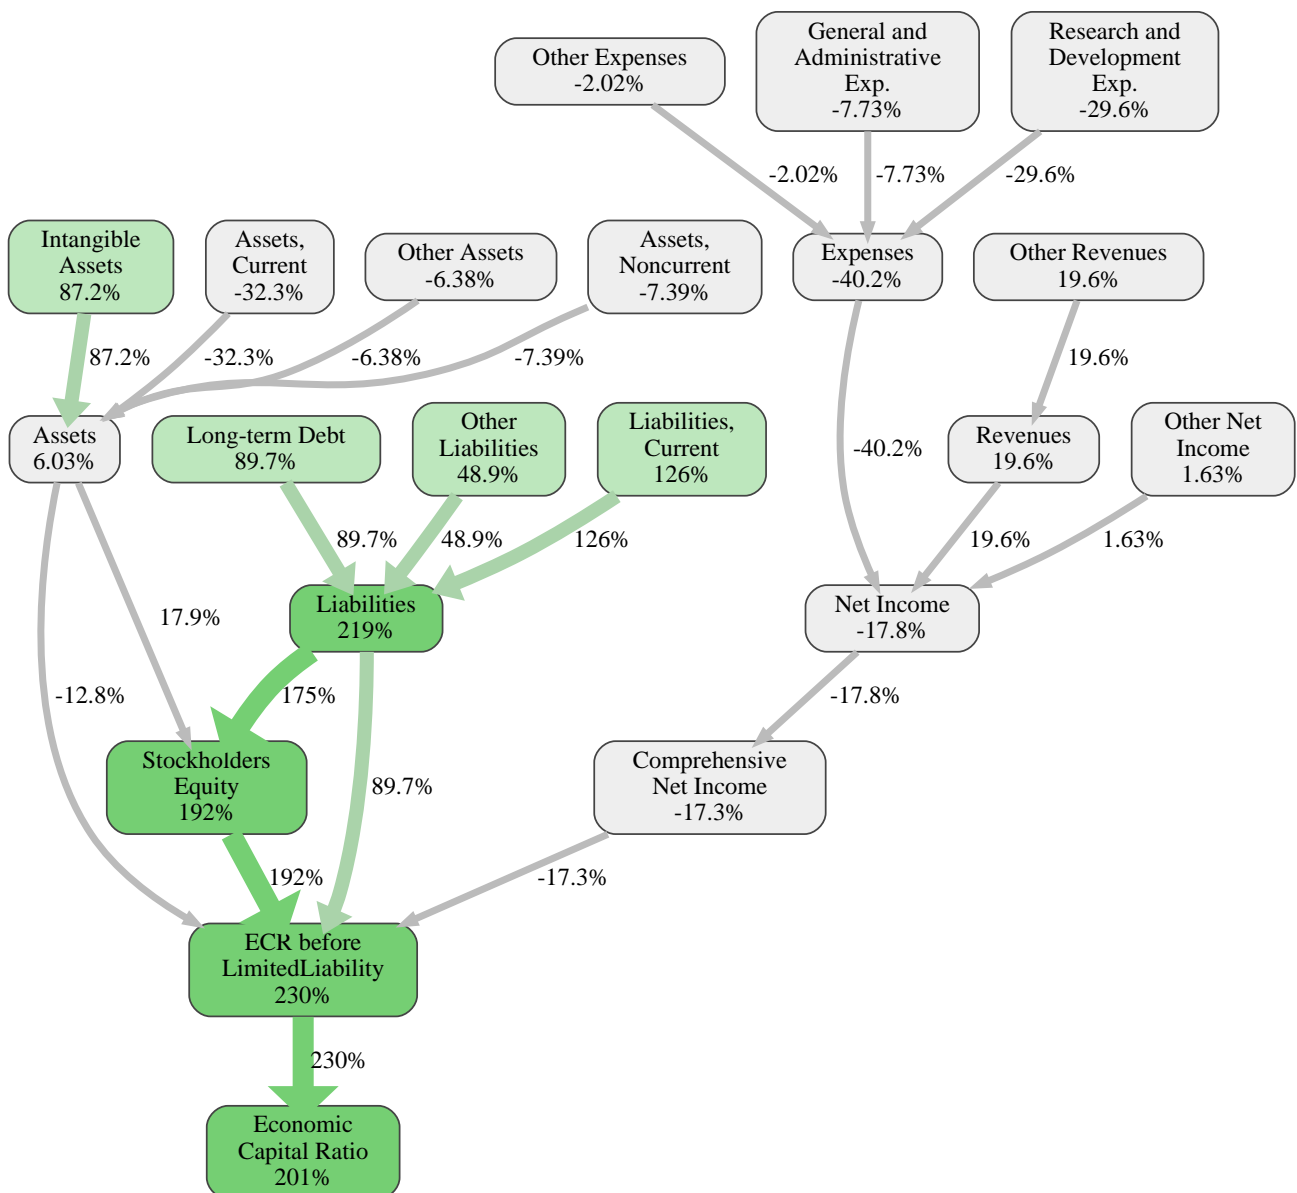 Other Expenses
-2.02%
General and
Administrative
Exp.
-7.73%
Research and
Development
Exp.
-29.6%
-2.02%
-7.73%
-29.6%
Intangible
Assets
87.2%
Assets,
Current
-32.3%
Other Assets
-6.38%
Assets,
Noncurrent
-7.39%
Expenses
-40.2%
Other Revenues
19.6%
87.2%
-32.3%
-6.38%
-7.39%
19.6%
Assets
6.03%
Long-term Debt
89.7%
Other
Liabilities
48.9%
Liabilities,
Current
126%
-40.2%
Revenues
19.6%
Other Net
Income
1.63%
89.7%
48.9%
126%
19.6%
1.63%
Liabilities
219%
Net Income
-17.8%
17.9%
-12.8%
175%
-17.8%
Stockholders
Equity
192%
89.7%
Comprehensive
Net Income
-17.3%
192%
-17.3%
ECR before
LimitedLiability
230%
230%
Economic
Capital Ratio
201%